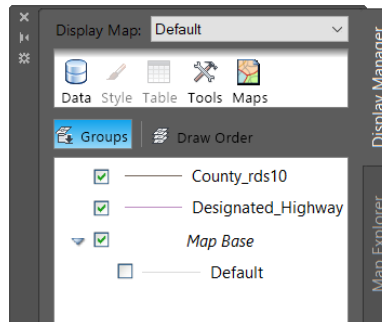 Display Map: Default
Data Style Table Tools Maps
Groups Draw Order
County_rds10
Designated_Highway
Map Base
Default
Display Manager
Map Explorer